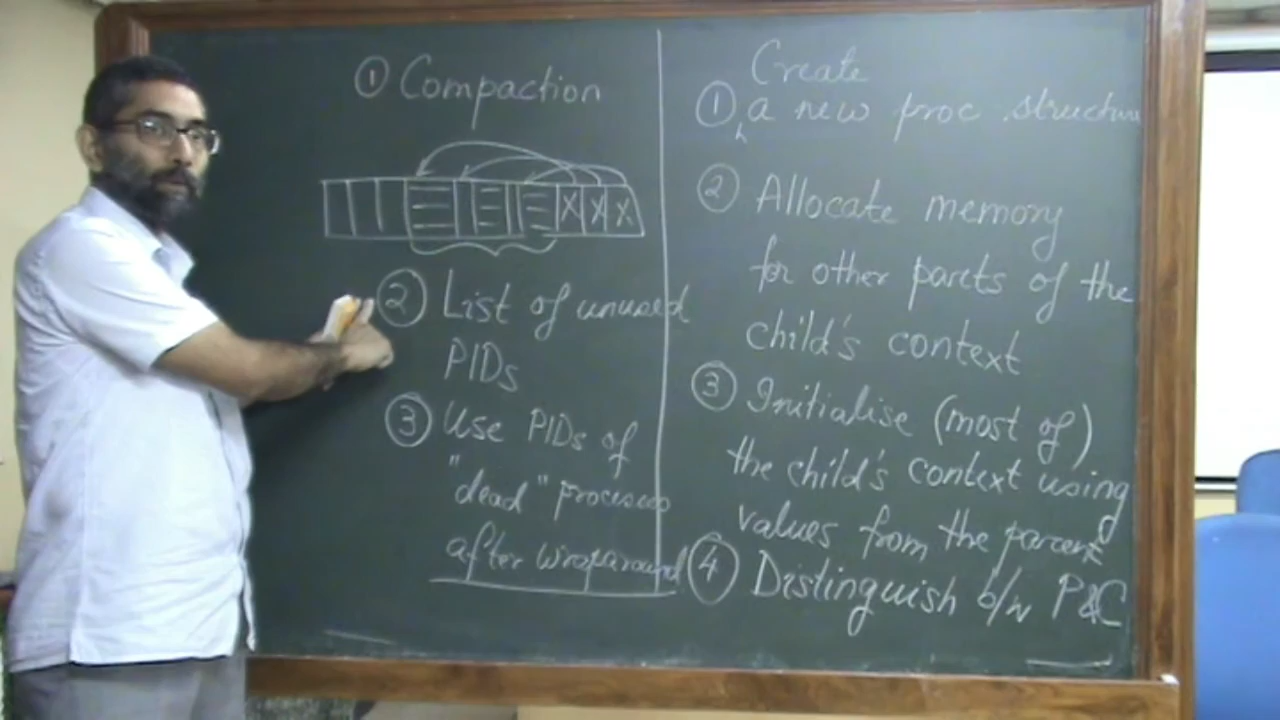 ① Compaction
X X X
② List of unused
PIDs
③ Use PIDs of
"dead" processes
after wraparound
Create
① a new proc structure
② Allocate memory
for other parts of the
child's context
③ Initialise (most of)
the child's context using
values from the parent
④ Distinguish b/w P&C